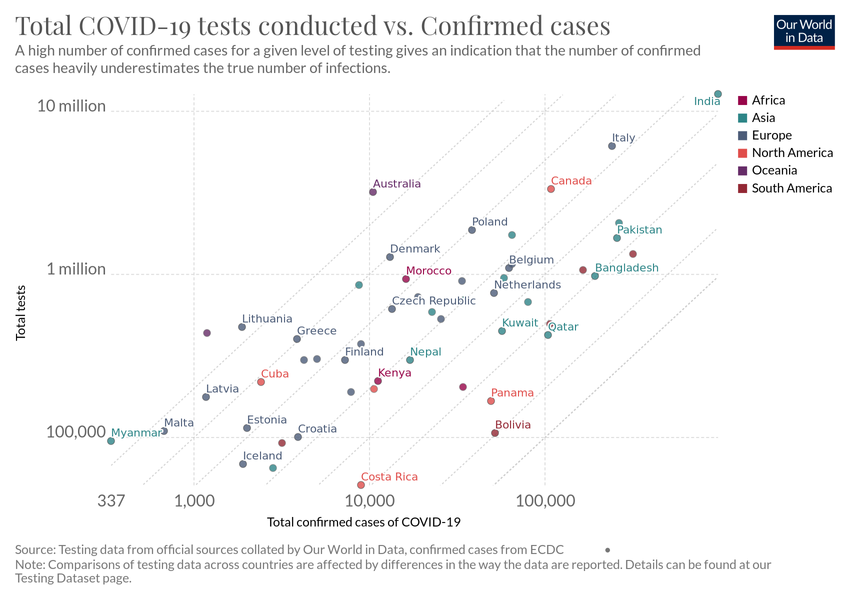 Total COVID-19 tests conducted vs. Confirmed cases
A high number of confirmed cases for a given level of testing gives an indication that the number of confirmed
cases heavily underestimates the true number of infections.
Our World
in Data
10 million
1 million
100,000
Total tests
India
Italy
Australia
Canada
Poland
Pakistan
Denmark
Belgium
Morocco
Bangladesh
Netherlands
Czech Republic
Lithuania
Kuwait
Qatar
Greece
Finland
Nepal
Cuba
Kenya
Latvia
Panama
Malta
Estonia
Myanmar
Croatia
Bolivia
Iceland
Costa Rica
337
1,000
10,000
100,000
Total confirmed cases of COVID-19
Africa
Asia
Europe
North America
Oceania
South America
Source: Testing data from official sources collated by Our World in Data, confirmed cases from ECDC
Note: Comparisons of testing data across countries are affected by differences in the way the data are reported. Details can be found at our
Testing Dataset page.